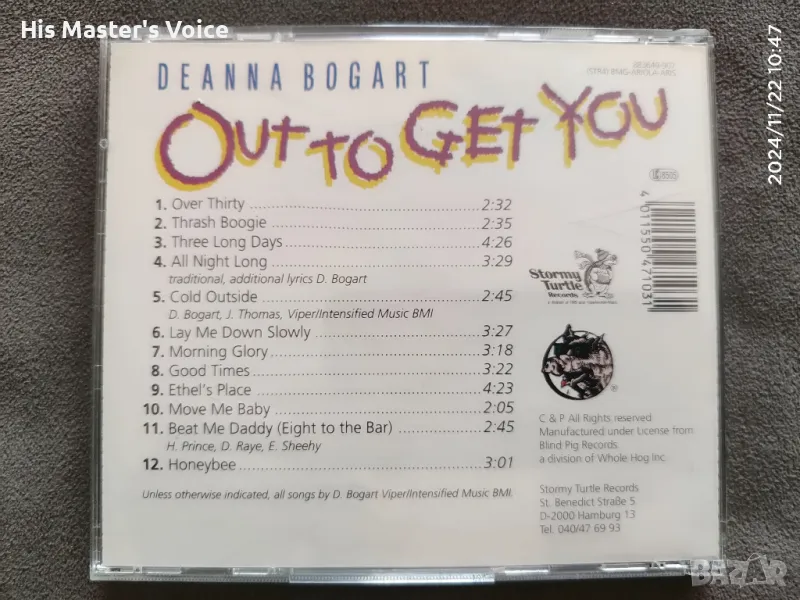 His Master's Voice
2024/11/22 10:47
DEANNA BOGART
OUT TO GET YOU
1. Over Thirty 2:32
2. Thrash Boogie 2:35
3. Three Long Days 4:26
4. All Night Long 3:29
traditional, additional lyrics D. Bogart
5. Cold Outside 2:45
D. Bogart, J. Thomas, Viper/Intensified Music BMI
6. Lay Me Down Slowly 3:27
7. Morning Glory 3:18
8. Good Times 3:22
9. Ethel's Place 4:23
10. Move Me Baby 2:05
11. Beat Me Daddy (Eight to the Bar) 2:45
H. Prince, D. Raye, E. Sheehy
12. Honeybee 3:01
Unless otherwise indicated, all songs by D. Bogart Viper/Intensified Music BMI.
4 011550 471031
Stormy
Turtle
Records
®
C & P All Rights reserved
Manufactured under License from
Blind Pig Records
a division of Whole Hog Inc.
Stormy Turtle Records
St. Benedict Straße 5
D-2000 Hamburg 13
Tel. 040/47 69 93
BAZAR